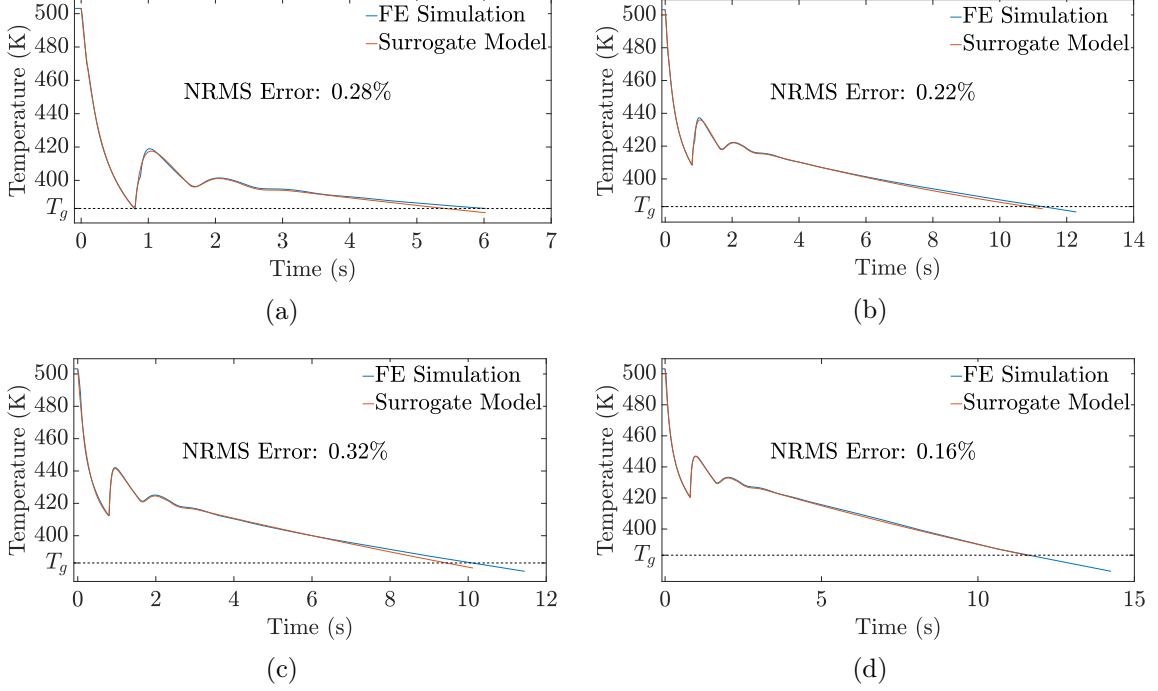 500
480
460
440
420
400
T_g
Temperature (K)
FE Simulation
Surrogate Model
NRMS Error: 0.28%
0 1 2 3 4 5 6 7
Time (s)
(a)
500
480
460
440
420
400
T_g
Temperature (K)
FE Simulation
Surrogate Model
NRMS Error: 0.22%
0 2 4 6 8 10 12 14
Time (s)
(b)
500
480
460
440
420
400
T_g
Temperature (K)
FE Simulation
Surrogate Model
NRMS Error: 0.32%
0 2 4 6 8 10 12
Time (s)
(c)
500
480
460
440
420
400
T_g
Temperature (K)
FE Simulation
Surrogate Model
NRMS Error: 0.16%
0 5 10 15
Time (s)
(d)